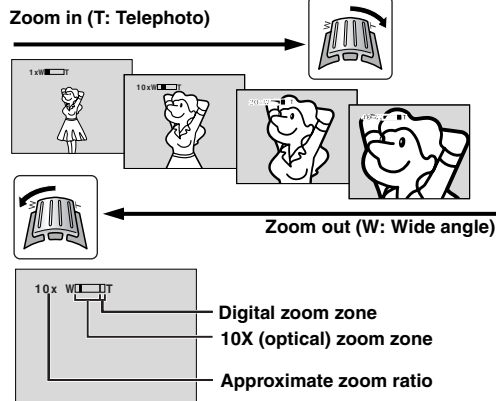 Zoom in (T: Telephoto)
W T
1xW T
10xW T
W T
Zoom out (W: Wide angle)
10x W T
Digital zoom zone
10X (optical) zoom zone
Approximate zoom ratio